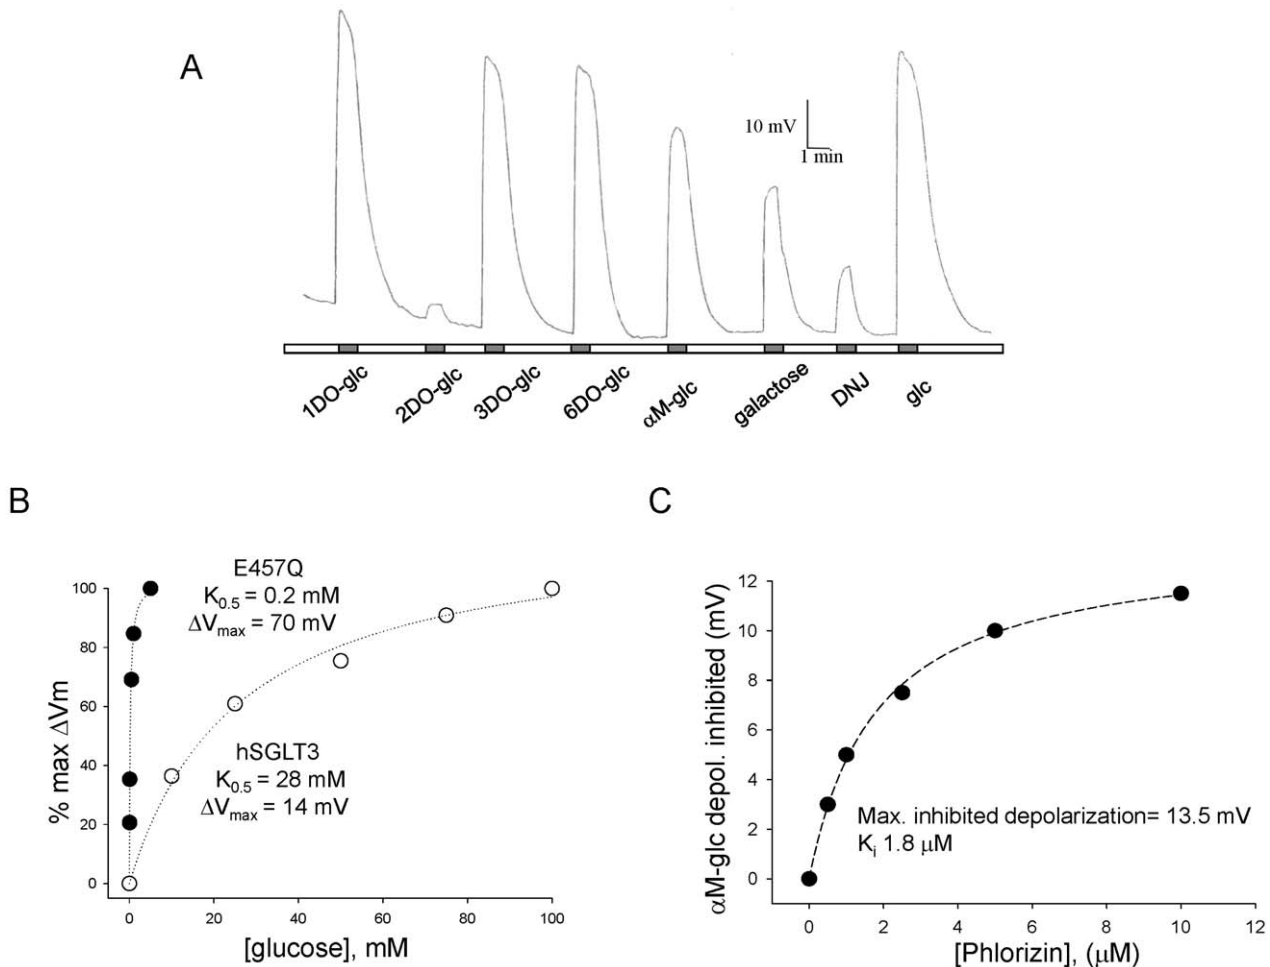 A
10 mV
1 min
1DO-glc
2DO-glc
3DO-glc
6DO-glc
αM-glc
galactose
DNJ
glc
B
% max ΔVm
100
80
60
40
20
0
E457Q
K0.5 = 0.2 mM
ΔVmax = 70 mV
hSGLT3
K0.5 = 28 mM
ΔVmax = 14 mV
0 20 40 60 80 100
[glucose], mM
C
αM-glc depol. inhibited (mV)
12
10
8
6
4
2
0
Max. inhibited depolarization= 13.5 mV
Ki 1.8 μM
0 2 4 6 8 10 12
[Phlorizin], (μM)